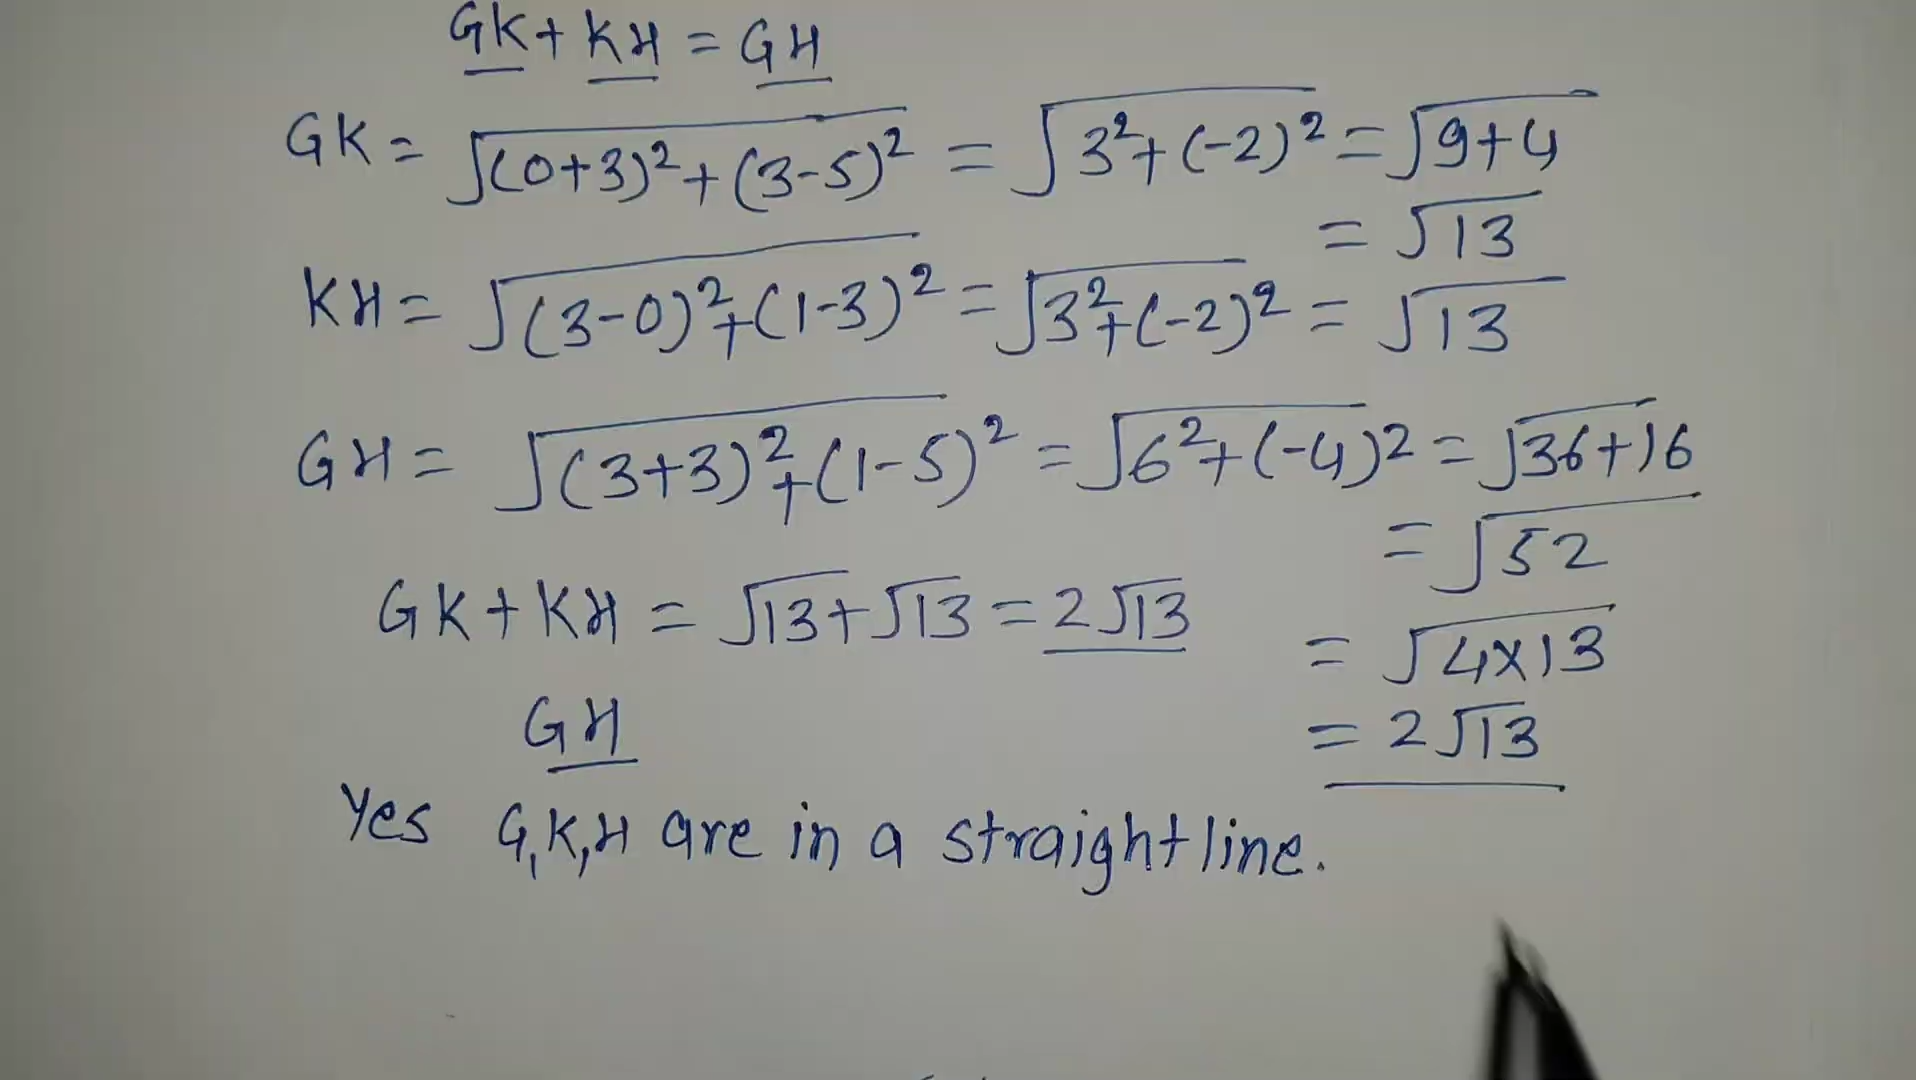 GK + KH = GH
GK = √(0+3)² + (3-5)² = √3² + (-2)² = √9+4
= √13
KH = √(3-0)² + (1-3)² = √3² + (-2)² = √13
GH = √(3+3)² + (1-5)² = √6² + (-4)² = √36+16
= √52
GK + KH = √13 + √13 = 2√13
= √4×13
GH
= 2√13
Yes G,K,H are in a straight line.